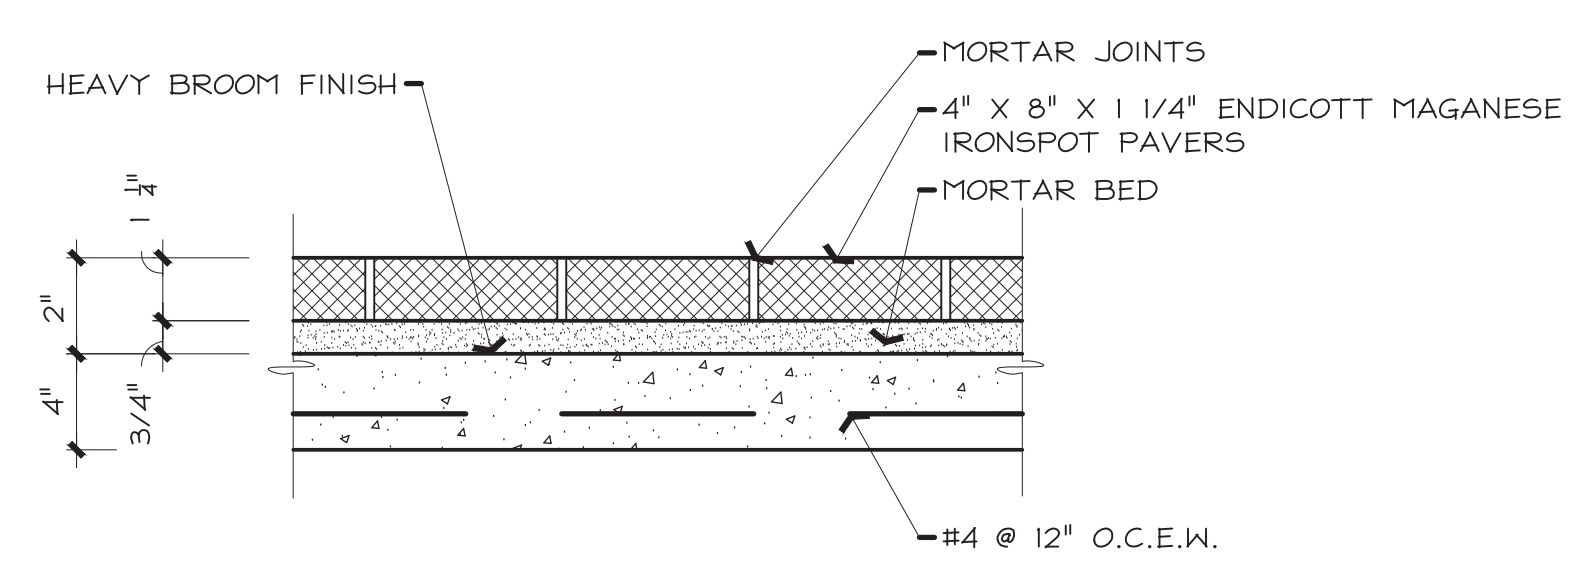 MORTAR JOINTS
HEAVY BROOM FINISH
4" X 8" X 1 1/4" ENDICOTT MAGANESE
IRONSPOT PAVERS
MORTAR BED
1 1/4"
2"
3/4"
4"
#4 @ 12" O.C.E.W.